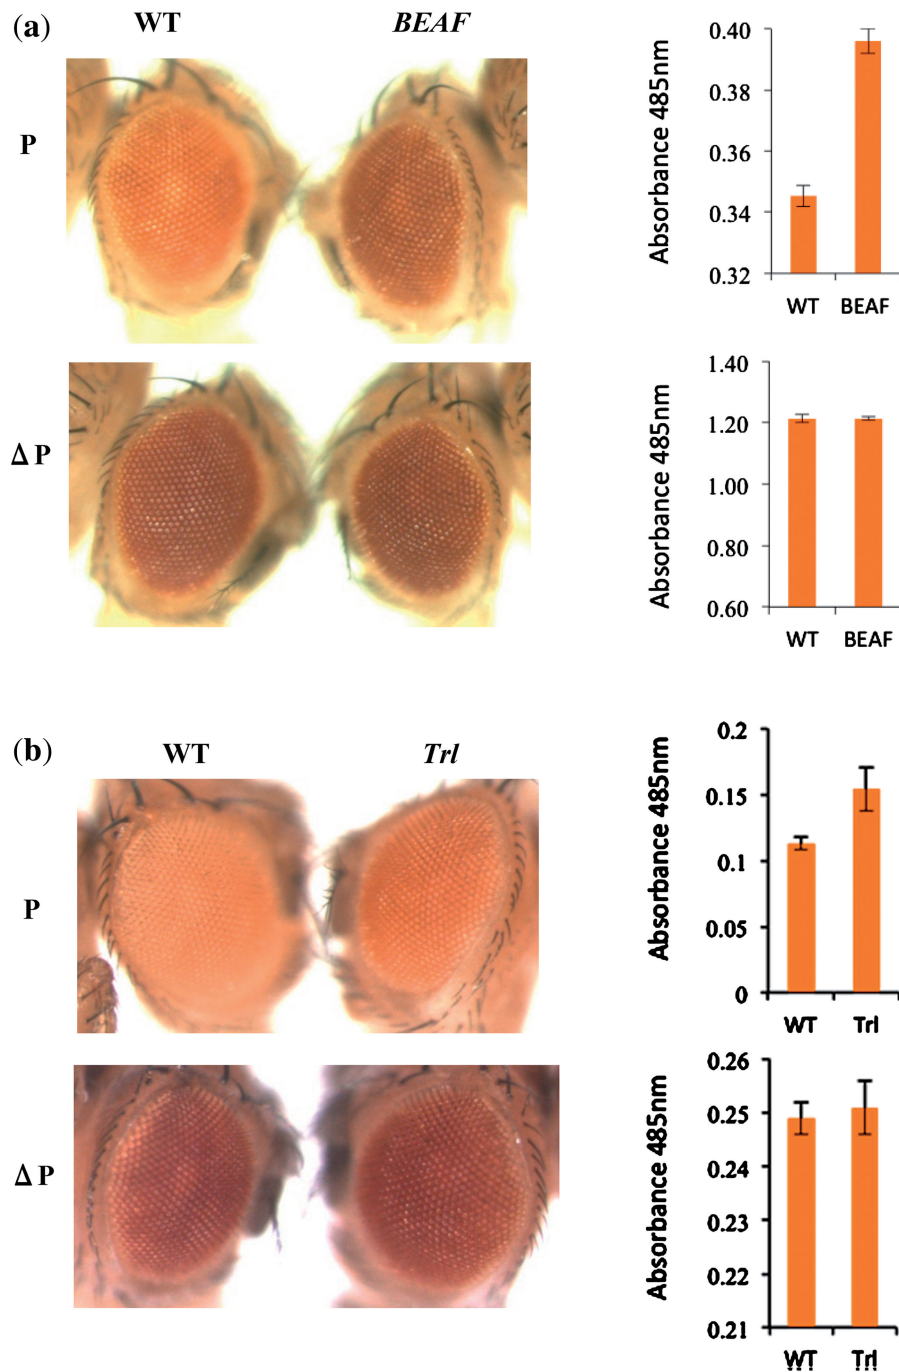 (a) WT BEAF
P
Δ P
Absorbance 485nm
0.40
0.38
0.36
0.34
0.32
WT BEAF
Absorbance 485nm
1.40
1.20
1.00
0.80
0.60
WT BEAF
(b) WT Trl
P
Δ P
Absorbance 485nm
0.2
0.15
0.1
0.05
0
WT Trl
Absorbance 485nm
0.26
0.25
0.24
0.23
0.22
0.21
WT Trl